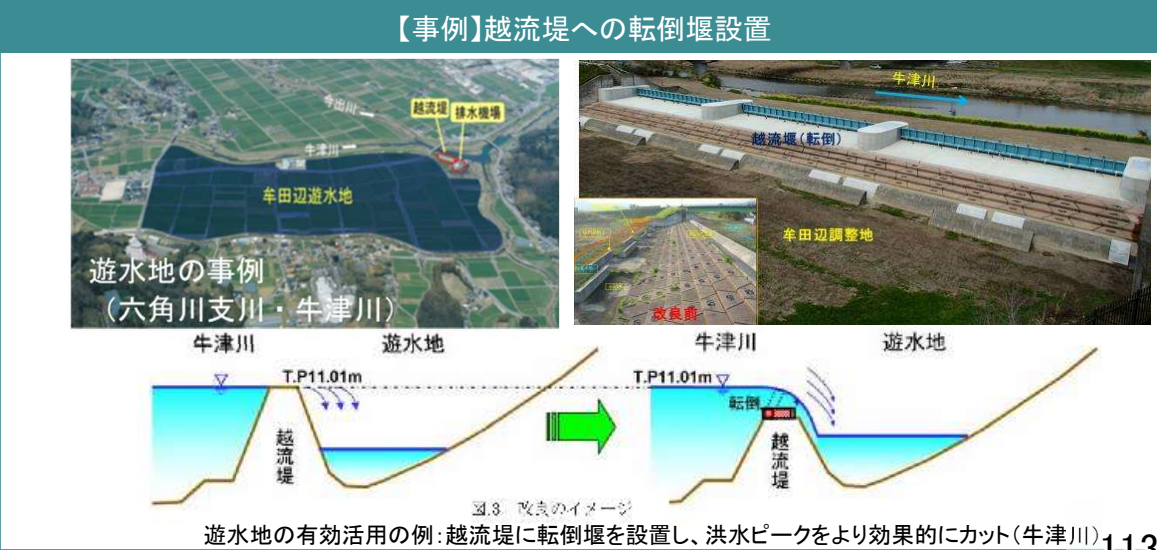 【事例】越流堤への転倒堰設置
今出川
越流堤
排水機場
牛津川
牟田辺遊水地
遊水地の事例
（六角川支川・牛津川）
牛津川
越流堰（転倒）
牟田辺調整地
改良前
牛津川
遊水地
T.P11.01m
越流堤
牛津川
遊水地
T.P11.01m
転倒
越流堤
図.3 改良のイメージ
遊水地の有効活用の例：越流堤に転倒堰を設置し、洪水ピークをより効果的にカット（牛津川）
113